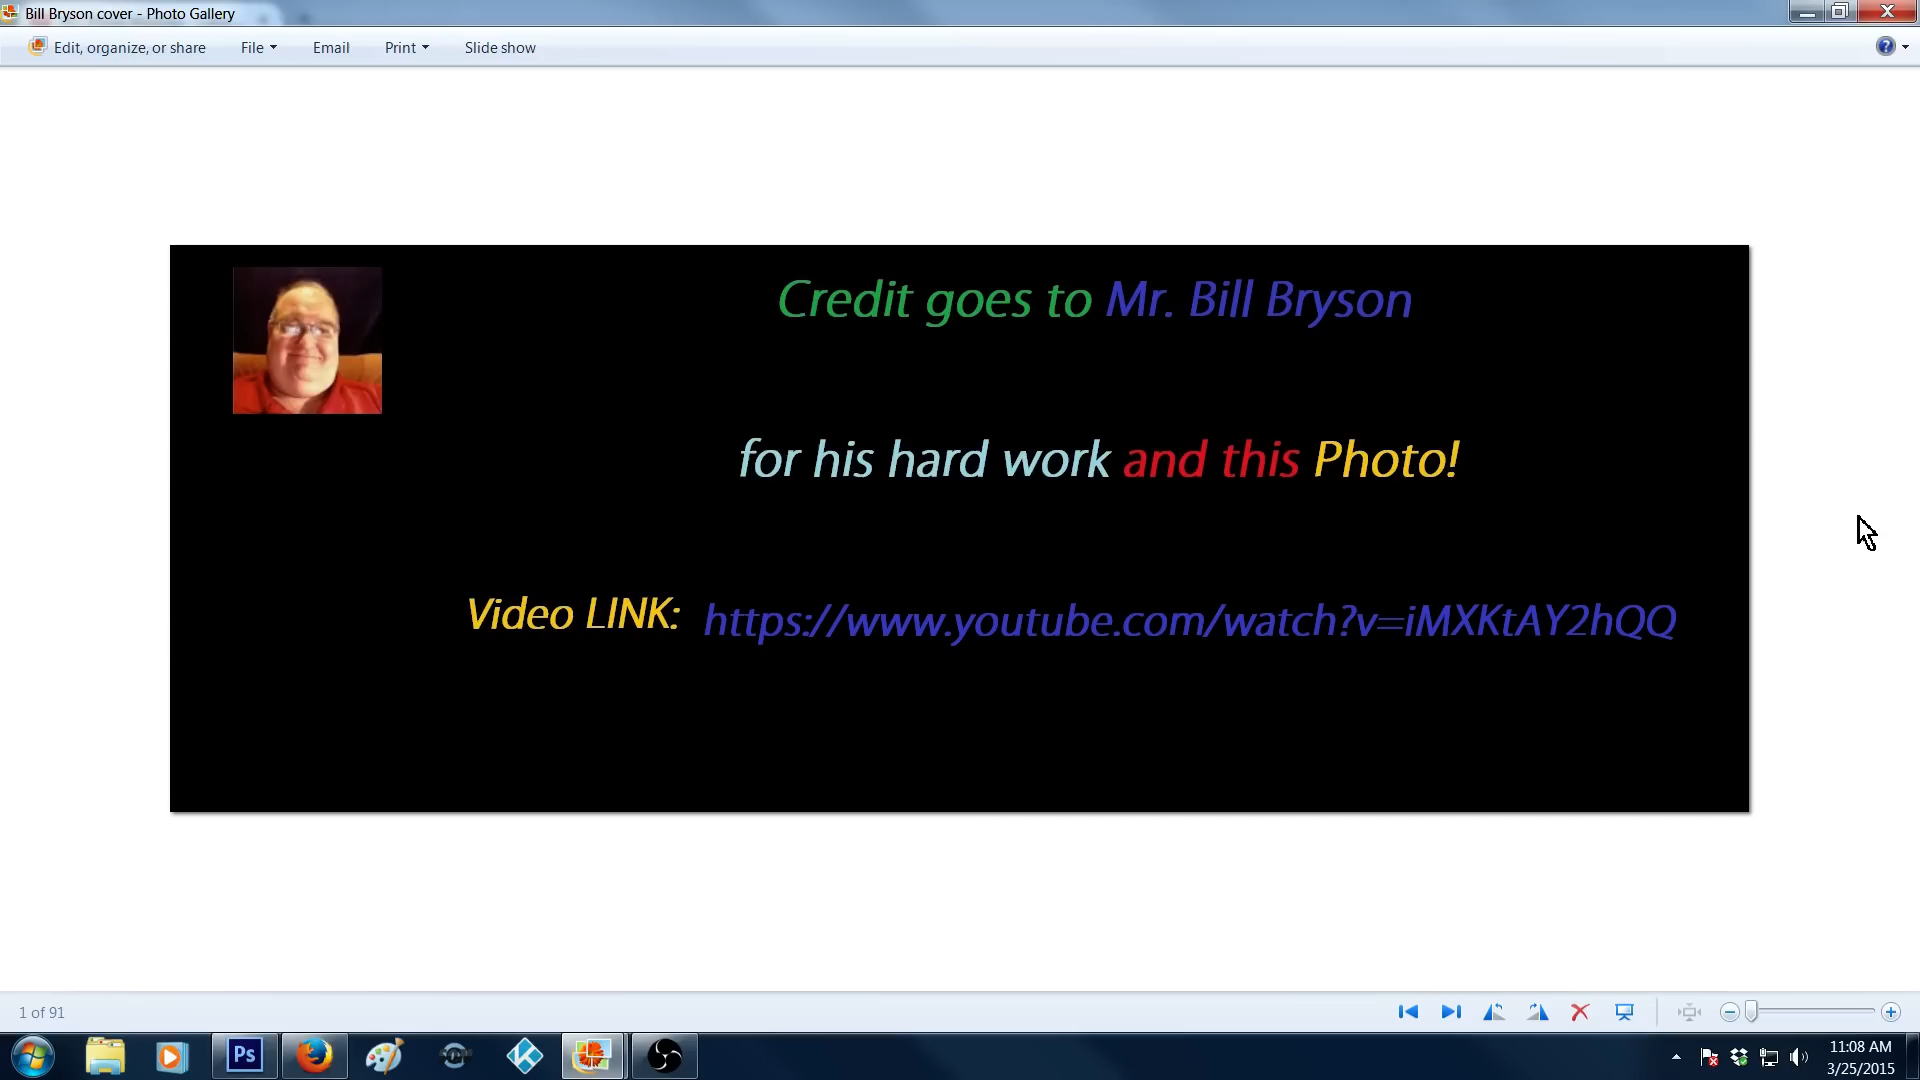 Bill Bryson cover - Photo Gallery
Edit, organize, or share File Email Print Slide show
Credit goes to Mr. Bill Bryson
for his hard work and this Photo!
Video LINK: https://www.youtube.com/watch?v=iMXKtAY2hQQ
1 of 91
Ps
11:08 AM
3/25/2015